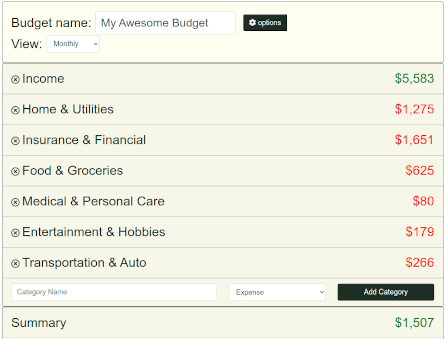 Budget name: My Awesome Budget options
View: Monthly
Income $5,583
Home & Utilities $1,275
Insurance & Financial $1,651
Food & Groceries $625
Medical & Personal Care $80
Entertainment & Hobbies $179
Transportation & Auto $266
Category Name Expense Add Category
Summary $1,507